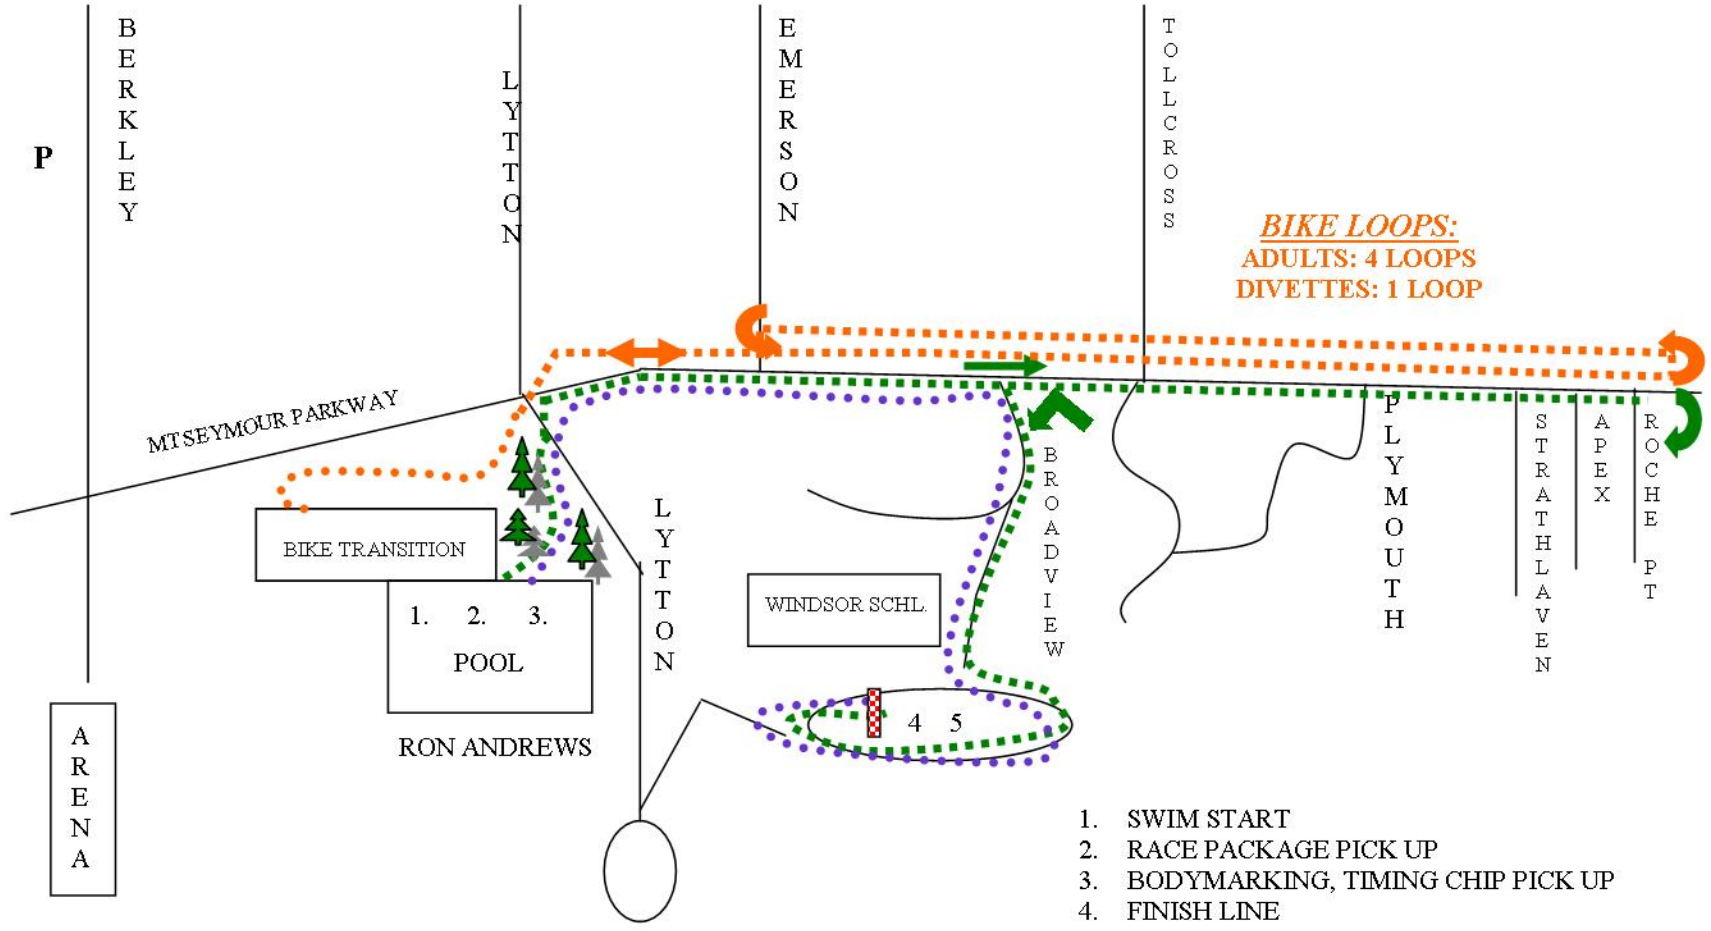 BERKLEY
LYTTON
EMERSON
TOLLCROSS
P
BIKE LOOPS:
ADULTS: 4 LOOPS
DIVETTES: 1 LOOP
MT SEYMOUR PARKWAY
PLYMOUTH
STRATHLAVEN
APEX
ROCHE PT
BROADVIEW
LYTTON
BIKE TRANSITION
WINDSOR SCHL.
1. 2. 3.
POOL
RON ANDREWS
4 5
ARENA
1. SWIM START
2. RACE PACKAGE PICK UP
3. BODYMARKING, TIMING CHIP PICK UP
4. FINISH LINE